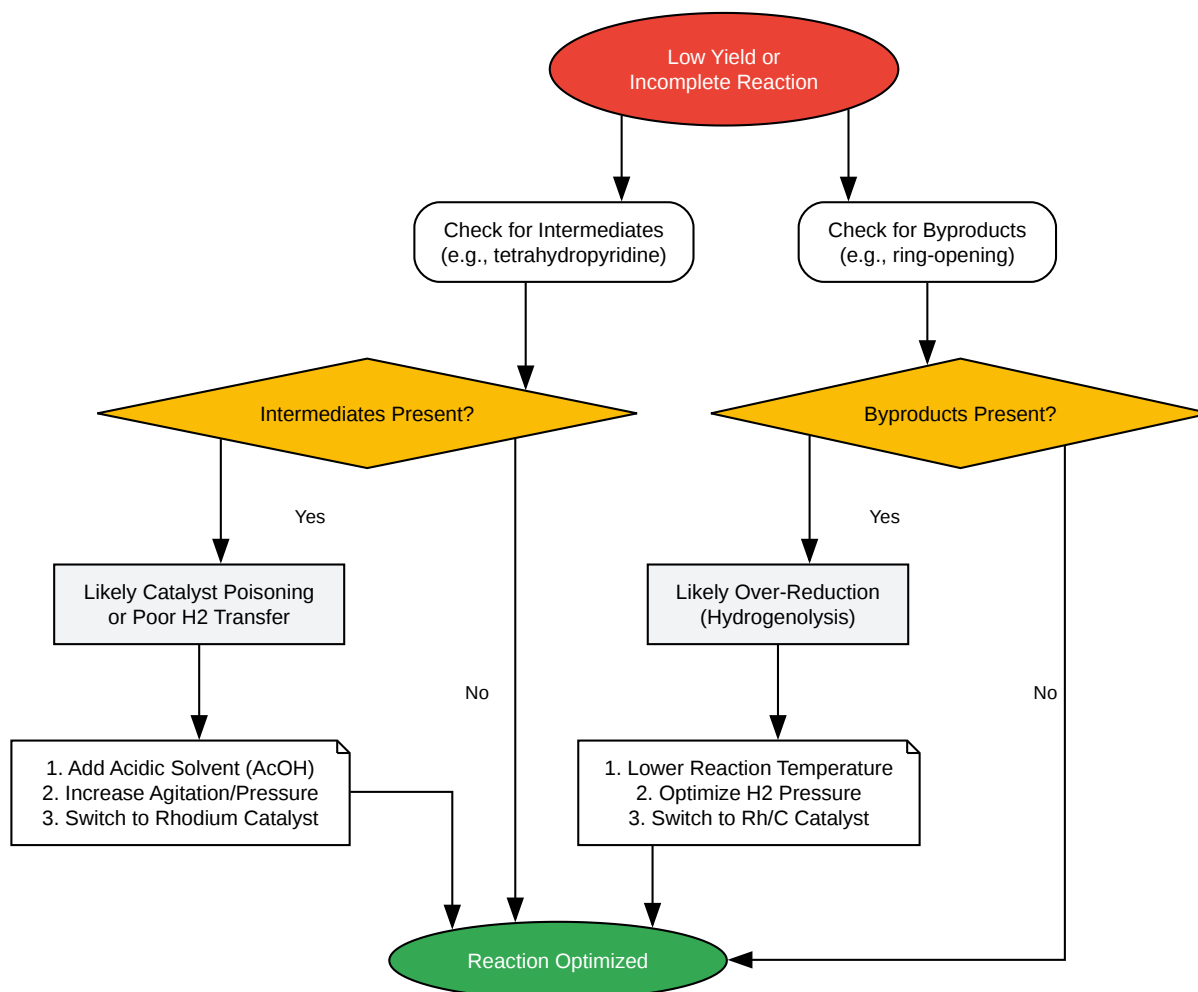 Low Yield or
Incomplete Reaction
Check for Intermediates
(e.g., tetrahydropyridine)
Check for Byproducts
(e.g., ring-opening)
Intermediates Present?
Byproducts Present?
Yes
Yes
Likely Catalyst Poisoning
or Poor H2 Transfer
Likely Over-Reduction
(Hydrogenolysis)
No
No
1. Add Acidic Solvent (AcOH)
2. Increase Agitation/Pressure
3. Switch to Rhodium Catalyst
1. Lower Reaction Temperature
2. Optimize H2 Pressure
3. Switch to Rh/C Catalyst
Reaction Optimized